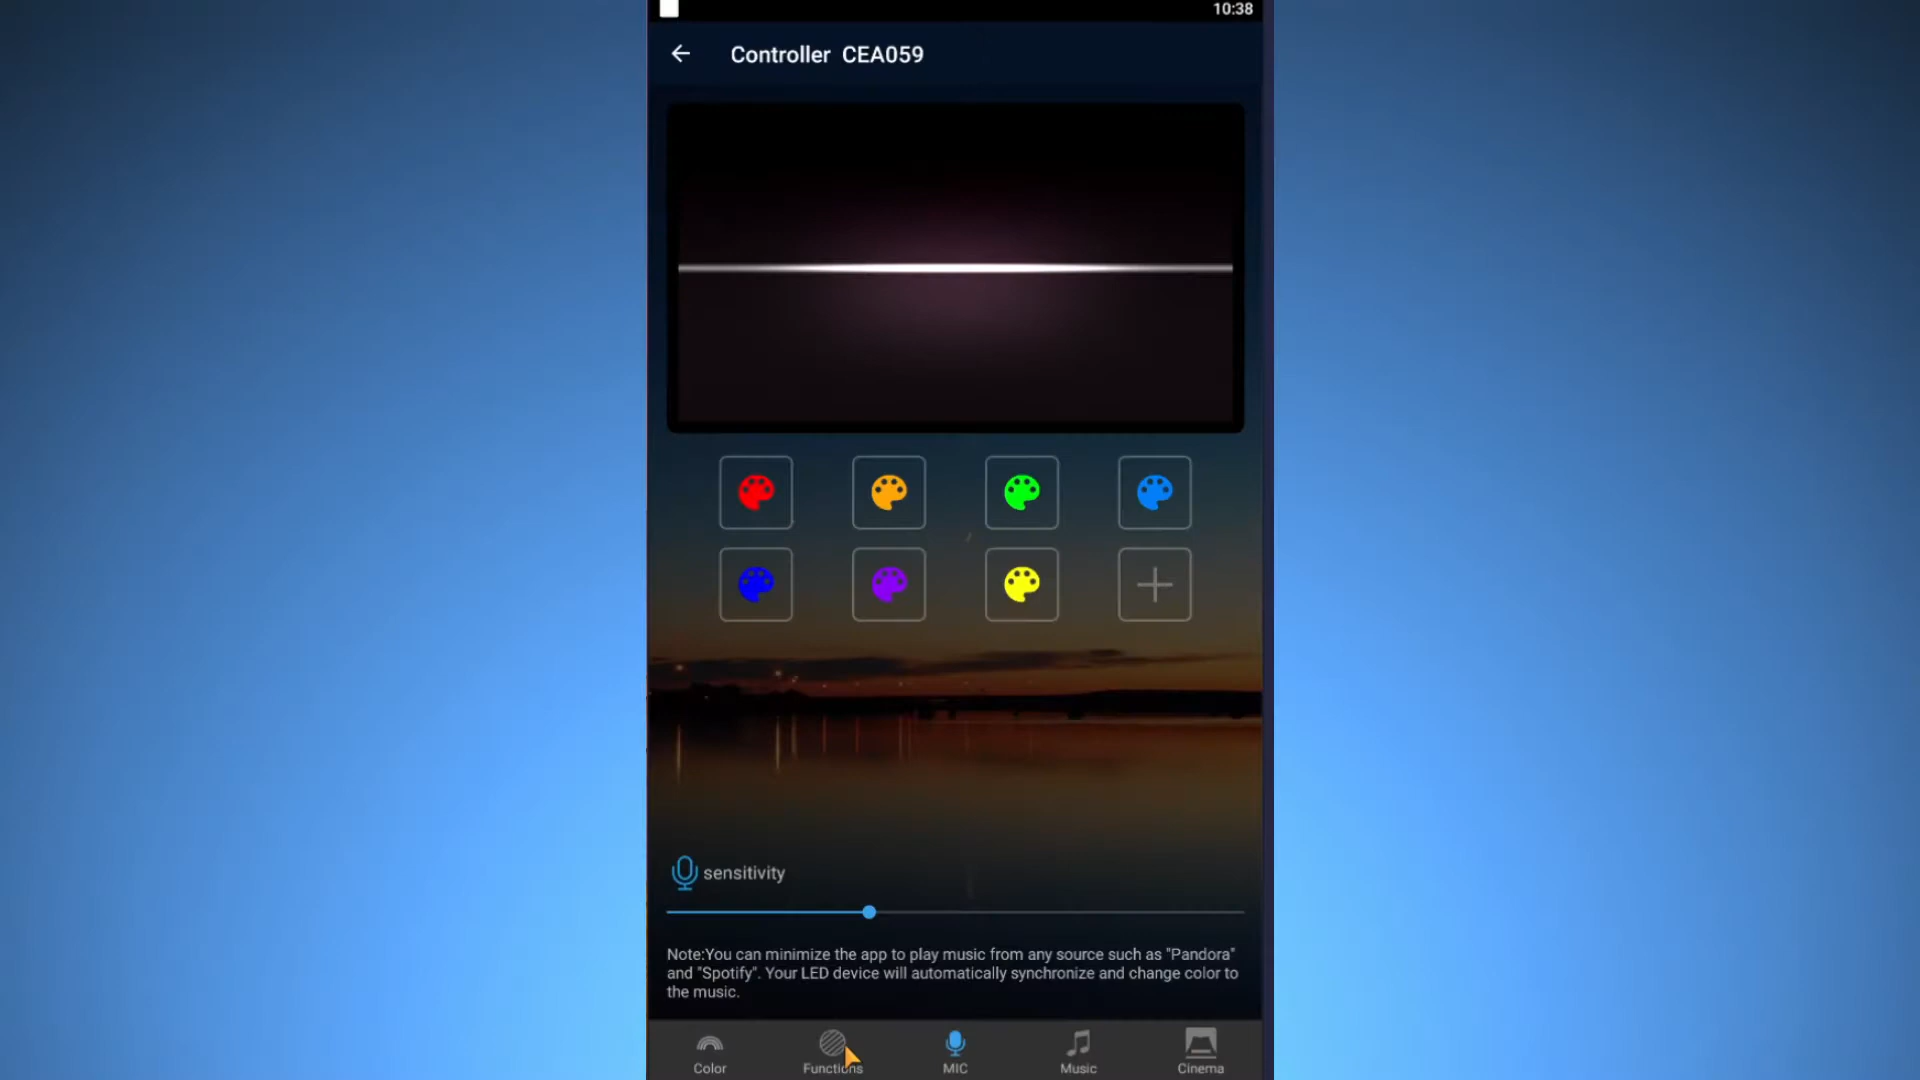 10:38
Controller CEA059
sensitivity
Note:You can minimize the app to play music from any source such as "Pandora"
and "Spotify". Your LED device will automatically synchronize and change color to
the music.
Color Functions MIC Music Cinema